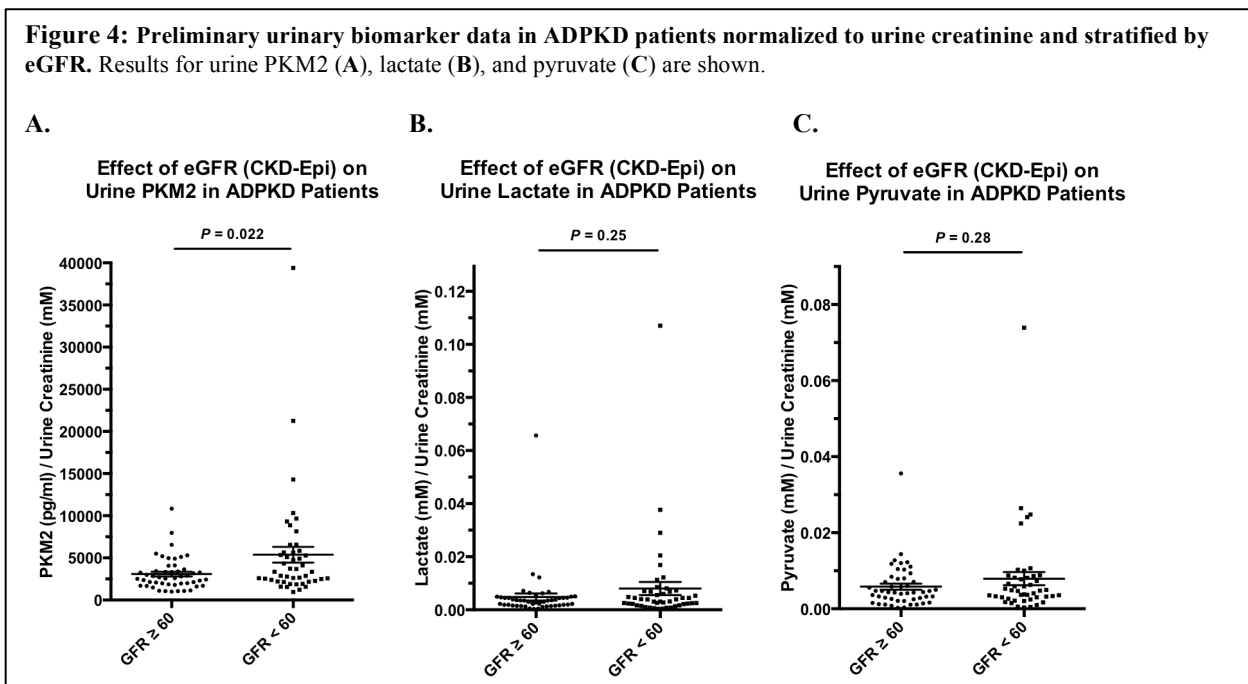 Figure 4: Preliminary urinary biomarker data in ADPKD patients normalized to urine creatinine and stratified by
eGFR. Results for urine PKM2 (A), lactate (B), and pyruvate (C) are shown.
A.
Effect of eGFR (CKD-Epi) on
Urine PKM2 in ADPKD Patients
P = 0.022
PKM2 (pg/ml) / Urine Creatinine (mM)
40000
35000
30000
25000
20000
15000
10000
5000
0
GFR ≥ 60
GFR < 60
B.
Effect of eGFR (CKD-Epi) on
Urine Lactate in ADPKD Patients
P = 0.25
Lactate (mM) / Urine Creatinine (mM)
0.12
0.10
0.08
0.06
0.04
0.02
0.00
GFR ≥ 60
GFR < 60
C.
Effect of eGFR (CKD-Epi) on
Urine Pyruvate in ADPKD Patients
P = 0.28
Pyruvate (mM) / Urine Creatinine (mM)
0.08
0.06
0.04
0.02
0.00
GFR ≥ 60
GFR < 60